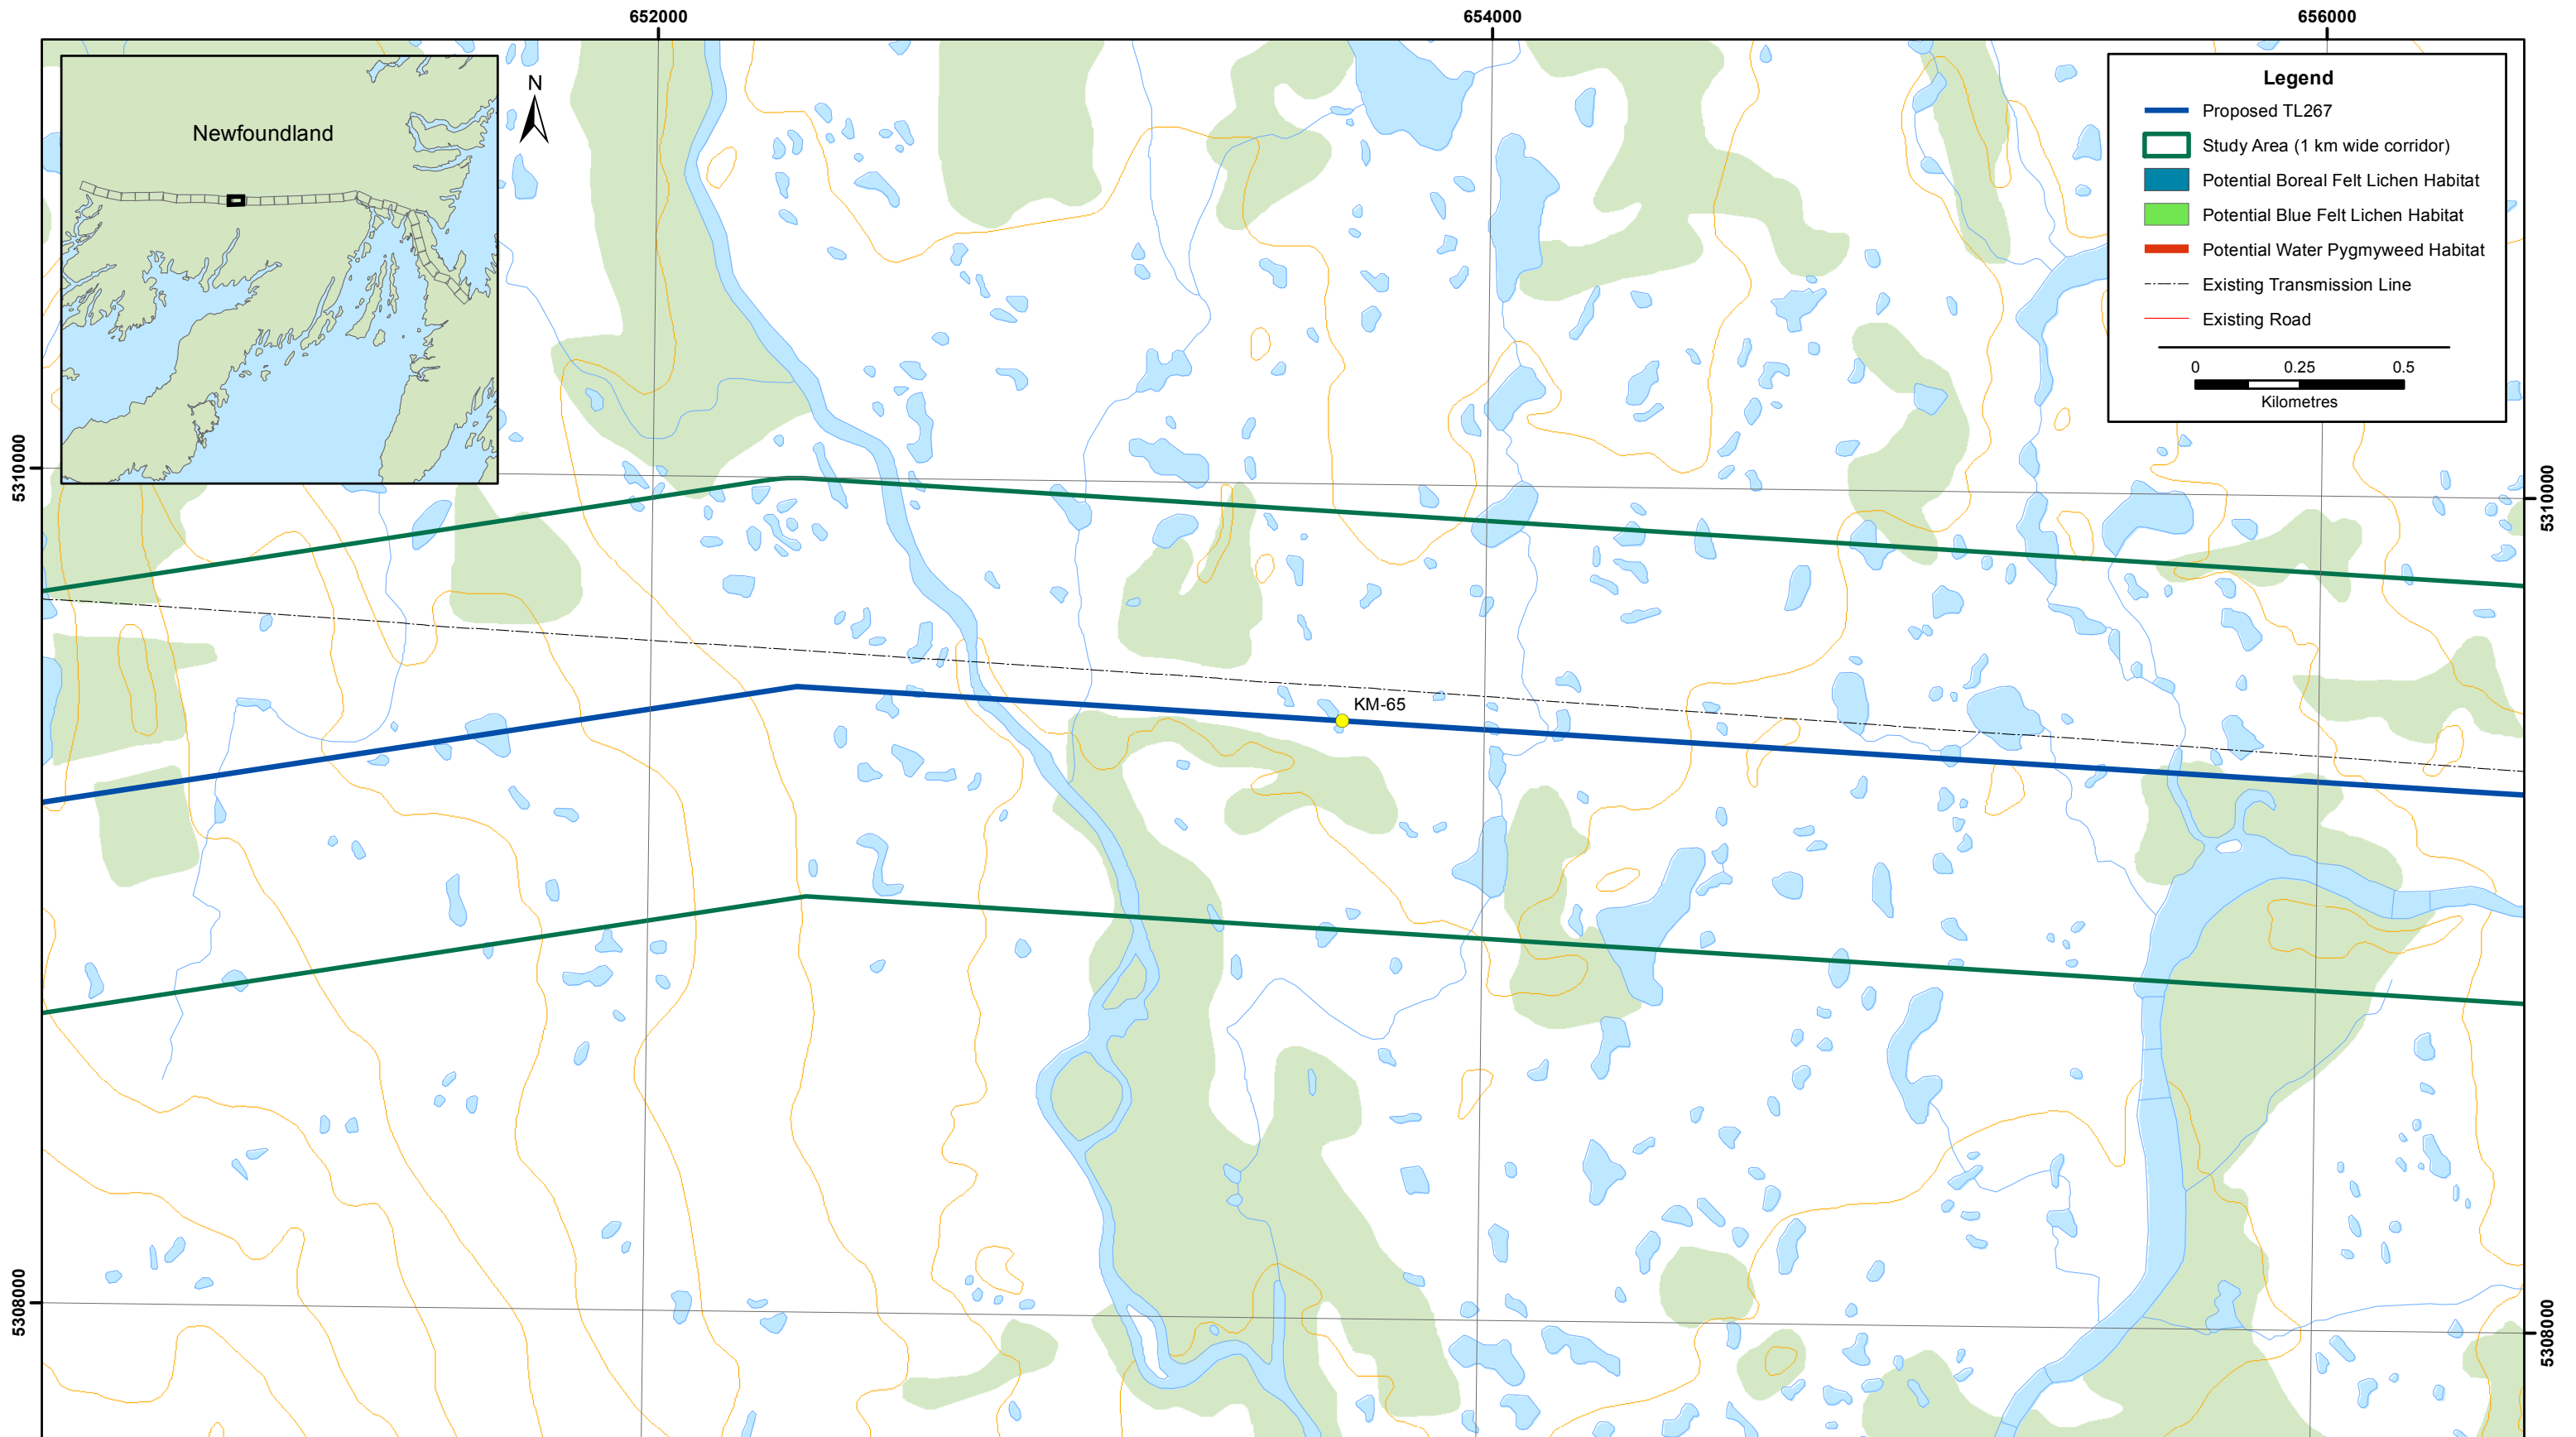 652000
654000
656000
Newfoundland
N
Legend
Proposed TL267
Study Area (1 km wide corridor)
Potential Boreal Felt Lichen Habitat
Potential Blue Felt Lichen Habitat
Potential Water Pygmyweed Habitat
Existing Transmission Line
Existing Road
0 0.25 0.5
Kilometres
5310000
5310000
KM-65
5308000
5308000